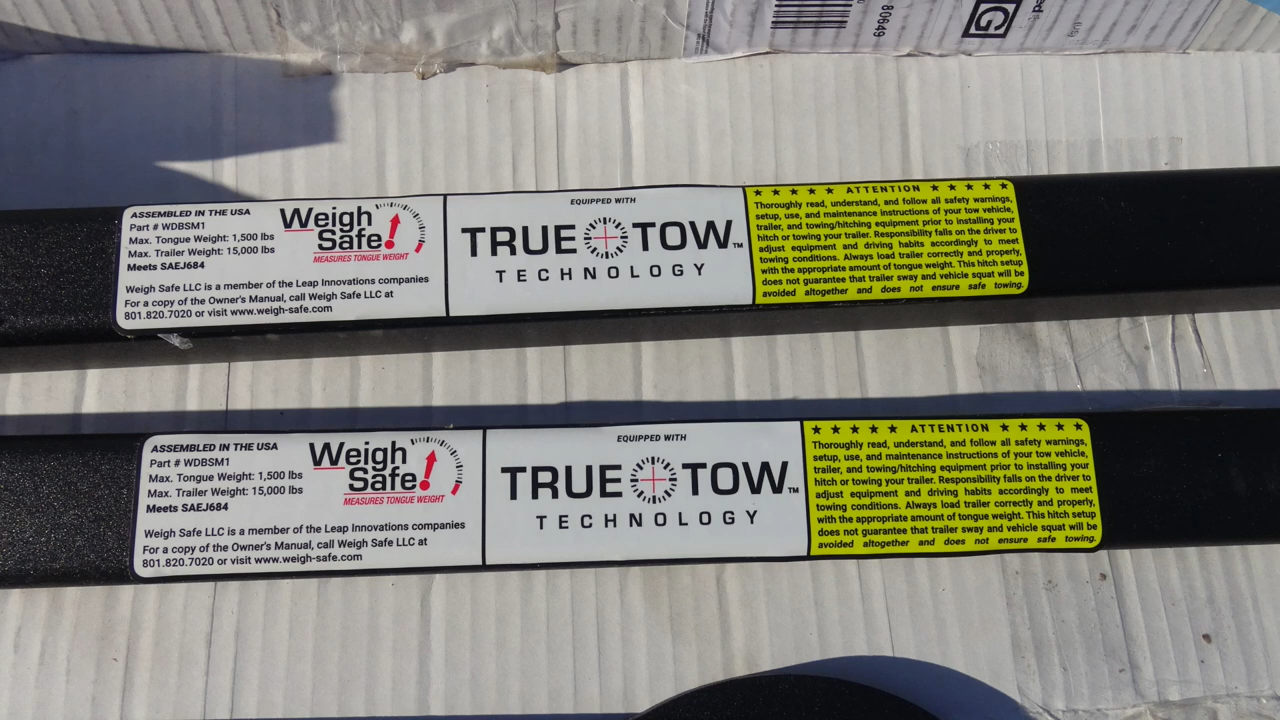 80649
G
ASSEMBLED IN THE USA
Part # WDBSM1
Max. Tongue Weight: 1,500 lbs
Max. Trailer Weight: 15,000 lbs
Meets SAEJ684
Weigh
Safe!
MEASURES TONGUE WEIGHT
Weigh Safe LLC is a member of the Leap Innovations companies
For a copy of the Owner's Manual, call Weigh Safe LLC at
801.820.7020 or visit www.weigh-safe.com
EQUIPPED WITH
TRUE TOW™
TECHNOLOGY
★ ★ ★ ★ ★ ATTENTION ★ ★ ★ ★ ★
Thoroughly read, understand, and follow all safety warnings,
setup, use, and maintenance instructions of your tow vehicle,
trailer, and towing/hitching equipment prior to installing your
hitch or towing your trailer. Responsibility falls on the driver to
adjust equipment and driving habits accordingly to meet
towing conditions. Always load trailer correctly and properly,
with the appropriate amount of tongue weight. This hitch setup
does not guarantee that trailer sway and vehicle squat will be
avoided altogether and does not ensure safe towing.
ASSEMBLED IN THE USA
Part # WDBSM1
Max. Tongue Weight: 1,500 lbs
Max. Trailer Weight: 15,000 lbs
Meets SAEJ684
Weigh
Safe!
MEASURES TONGUE WEIGHT
Weigh Safe LLC is a member of the Leap Innovations companies
For a copy of the Owner's Manual, call Weigh Safe LLC at
801.820.7020 or visit www.weigh-safe.com
EQUIPPED WITH
TRUE TOW™
TECHNOLOGY
★ ★ ★ ★ ★ ATTENTION ★ ★ ★ ★ ★
Thoroughly read, understand, and follow all safety warnings,
setup, use, and maintenance instructions of your tow vehicle,
trailer, and towing/hitching equipment prior to installing your
hitch or towing your trailer. Responsibility falls on the driver to
adjust equipment and driving habits accordingly to meet
towing conditions. Always load trailer correctly and properly,
with the appropriate amount of tongue weight. This hitch setup
does not guarantee that trailer sway and vehicle squat will be
avoided altogether and does not ensure safe towing.